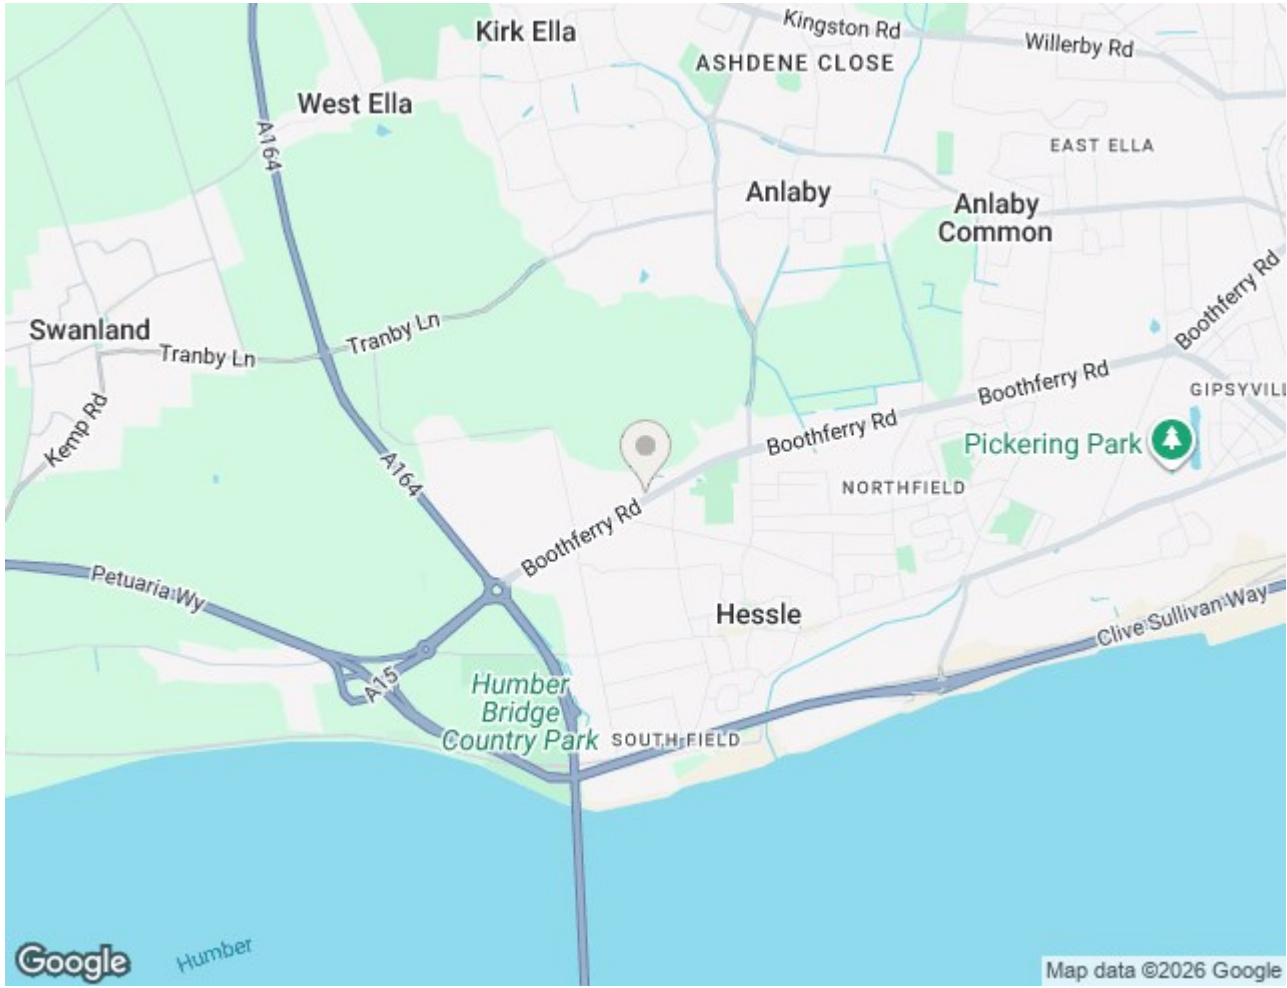 Kirk Ella
Kingston Rd
Willerby Rd
ASHDENE CLOSE
West Ella
A164
EAST ELLA
Anlaby
Anlaby
Common
Boothferry Rd
Swanland
Tranby Ln
Tranby Ln
Kemp Rd
Boothferry Rd
GIPSYVILL
Boothferry Rd
Pickering Park
A164
NORTHFIELD
Boothferry Rd
Petuaria Wy
Hessle
Clive Sullivan Way
A15
Humber
Bridge
Country Park
SOUTH FIELD
Humber
Google
Map data ©2026 Google